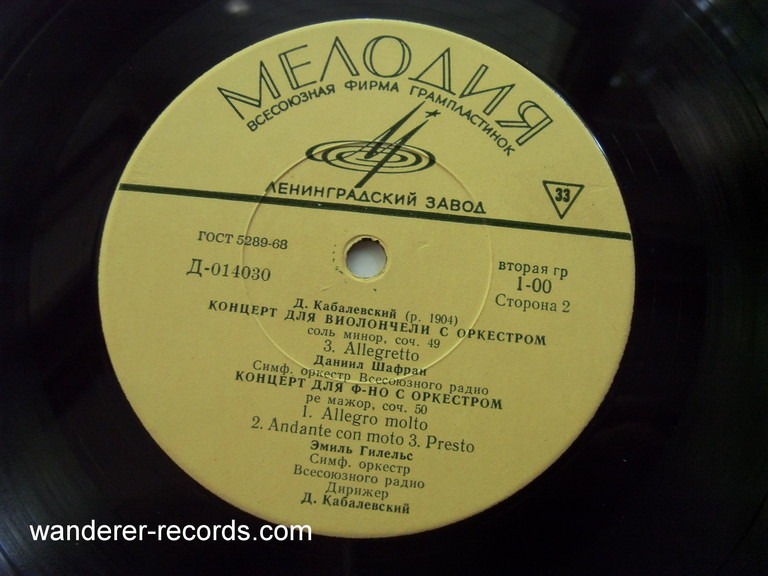 МЕЛОДИЯ
ВСЕСОЮЗНАЯ ФИРМА ГРАМПЛАСТИНОК
ЛЕНИНГРАДСКИЙ ЗАВОД
33
ГОСТ 5289-68
Д-014030
вторая гр
1-00
Сторона 2
Д. Кабалевский (р. 1904)
КОНЦЕРТ ДЛЯ ВИОЛОНЧЕЛИ С ОРКЕСТРОМ
соль минор, соч. 49
3. Allegretto
Даниил Шафран
Симф. оркестр Всесоюзного радио
КОНЦЕРТ ДЛЯ Ф-НО С ОРКЕСТРОМ
ре мажор, соч. 50
1. Allegro molto
2. Andante con moto 3. Presto
Эмиль Гилельс
Симф. оркестр
Всесоюзного радио
Дирижер
Д. Кабалевский
wanderer-records.com